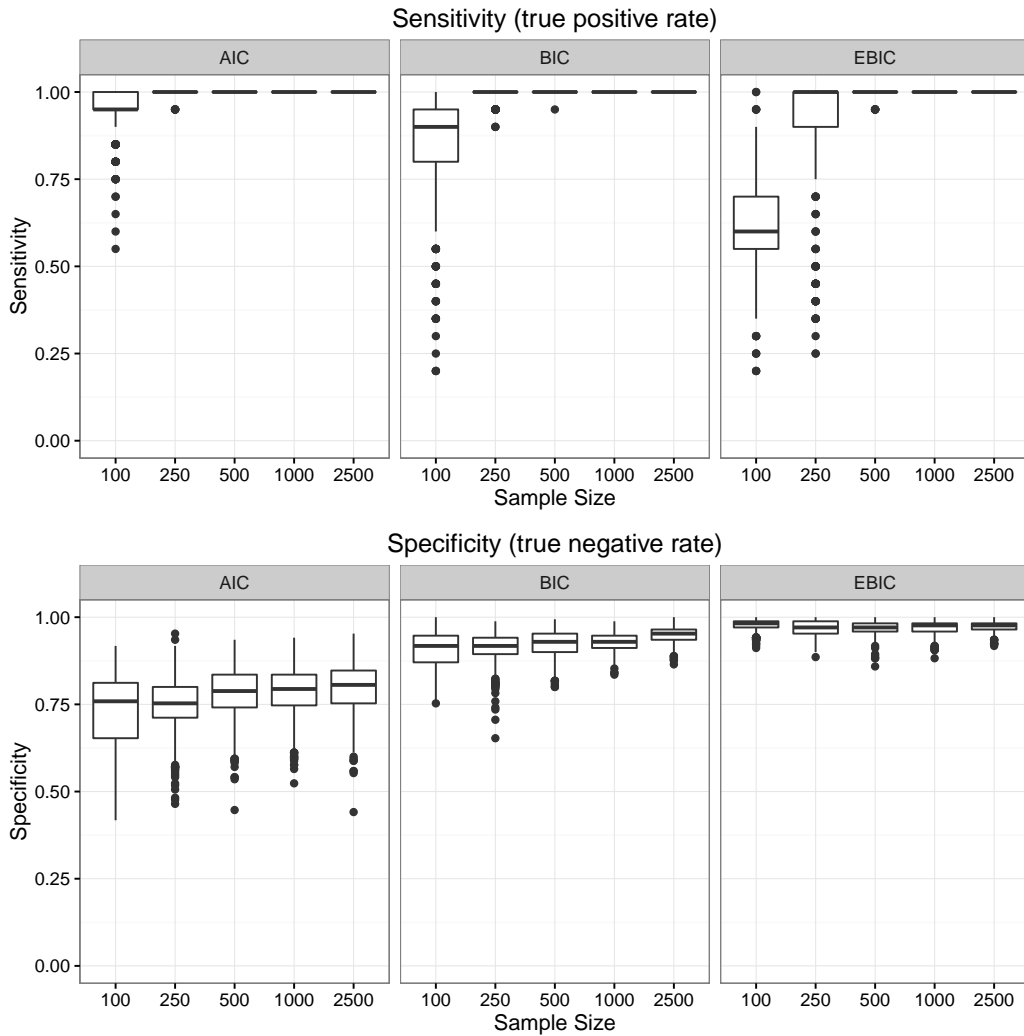 Sensitivity (true positive rate)
AIC BIC EBIC
1.00
0.75
0.50
0.25
0.00
Sensitivity
100 250 500 1000 2500 100 250 500 1000 2500 100 250 500 1000 2500
Sample Size
Specificity (true negative rate)
AIC BIC EBIC
1.00
0.75
0.50
0.25
0.00
Specificity
100 250 500 1000 2500 100 250 500 1000 2500 100 250 500 1000 2500
Sample Size